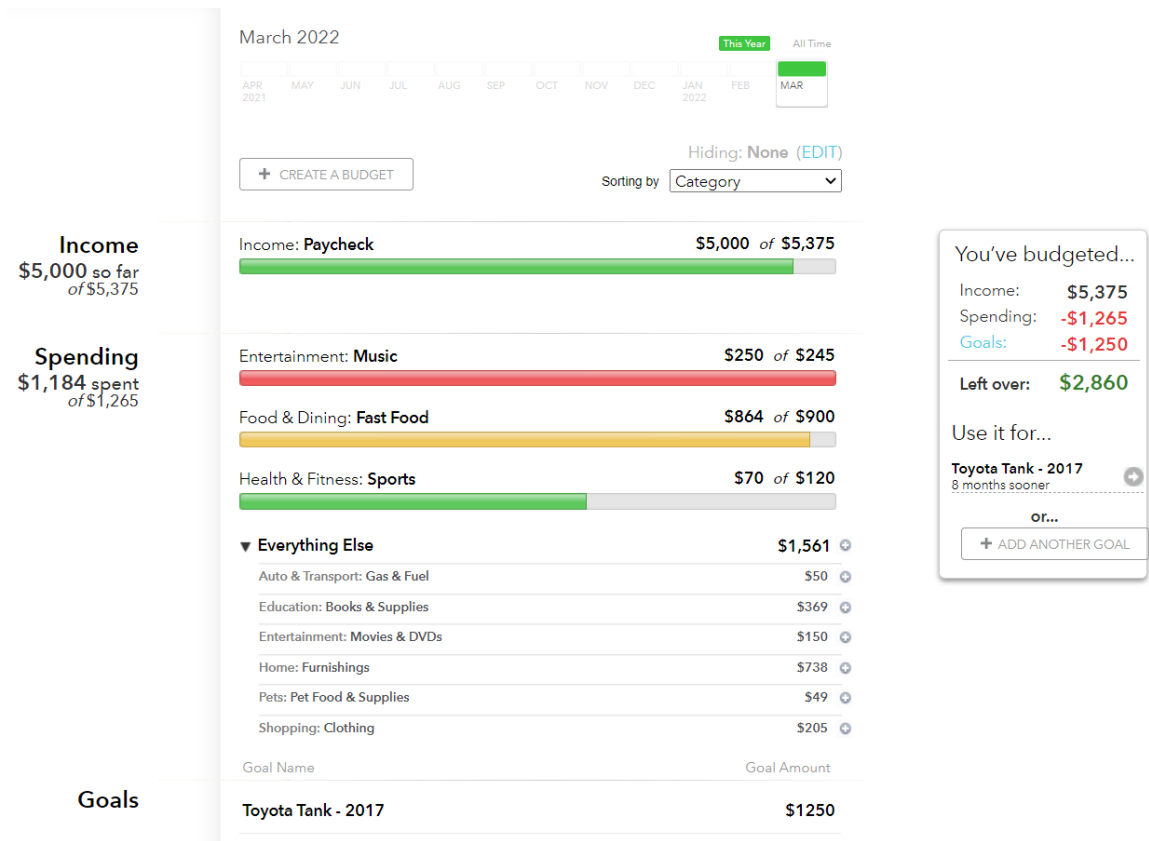 March 2022
This Year All Time
APR MAY JUN JUL AUG SEP OCT NOV DEC JAN FEB MAR
2021 2022
Hiding: None (EDIT)
+ CREATE A BUDGET
Sorting by Category
Income
$5,000 so far
of $5,375
Income: Paycheck $5,000 of $5,375
Spending
$1,184 spent
of $1,265
Entertainment: Music $250 of $245
Food & Dining: Fast Food $864 of $900
Health & Fitness: Sports $70 of $120
▼ Everything Else $1,561
Auto & Transport: Gas & Fuel $50
Education: Books & Supplies $369
Entertainment: Movies & DVDs $150
Home: Furnishings $738
Pets: Pet Food & Supplies $49
Shopping: Clothing $205
Goal Name Goal Amount
Goals
Toyota Tank - 2017 $1250
You’ve budgeted...
Income: $5,375
Spending: -$1,265
Goals: -$1,250
Left over: $2,860
Use it for...
Toyota Tank - 2017
8 months sooner
or...
+ ADD ANOTHER GOAL